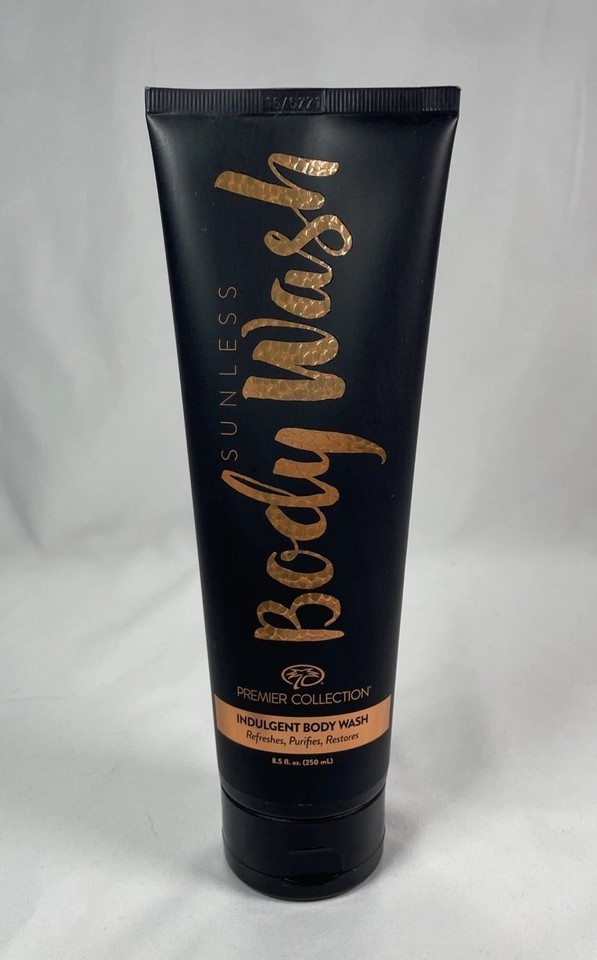 SUNLESS
Body Wash
PREMIER COLLECTION®
INDULGENT BODY WASH
Refreshes, Purifies, Restores
8.5 fl. oz. (250 mL)